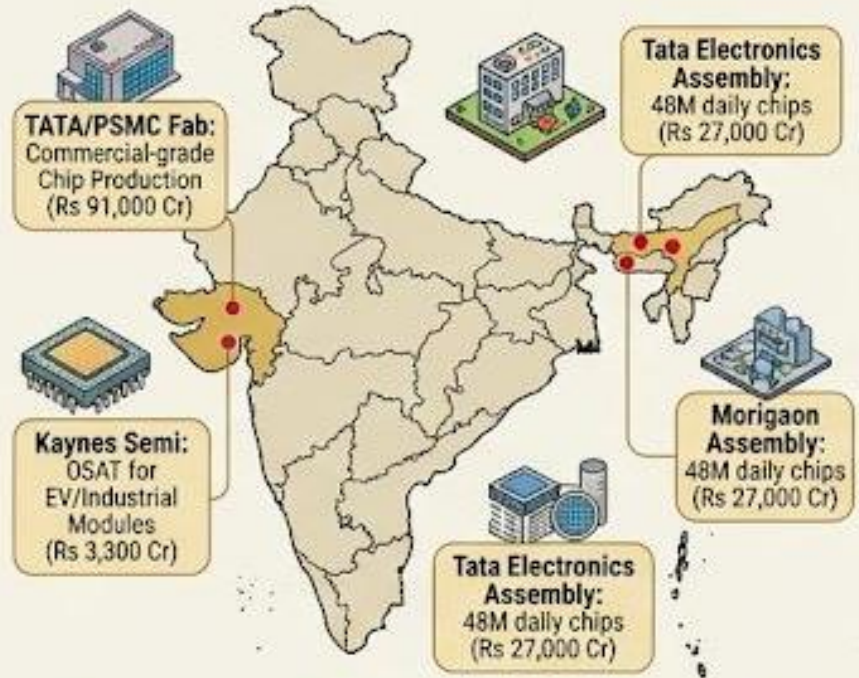 TATA/PSMC Fab:
Commercial-grade
Chip Production
(Rs 91,000 Cr)
Tata Electronics
Assembly:
48M daily chips
(Rs 27,000 Cr)
Kaynes Semi:
OSAT for
EV/Industrial
Modules
(Rs 3,300 Cr)
Morigaon
Assembly:
48M daily chips
(Rs 27,000 Cr)
Tata Electronics
Assembly:
48M daily chips
(Rs 27,000 Cr)